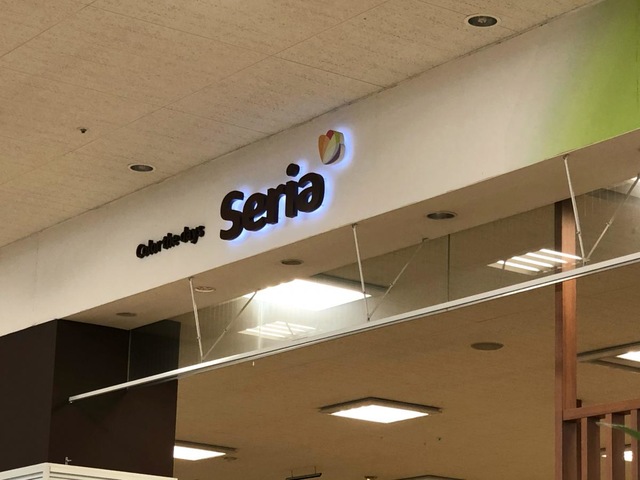 Color the days
Seria